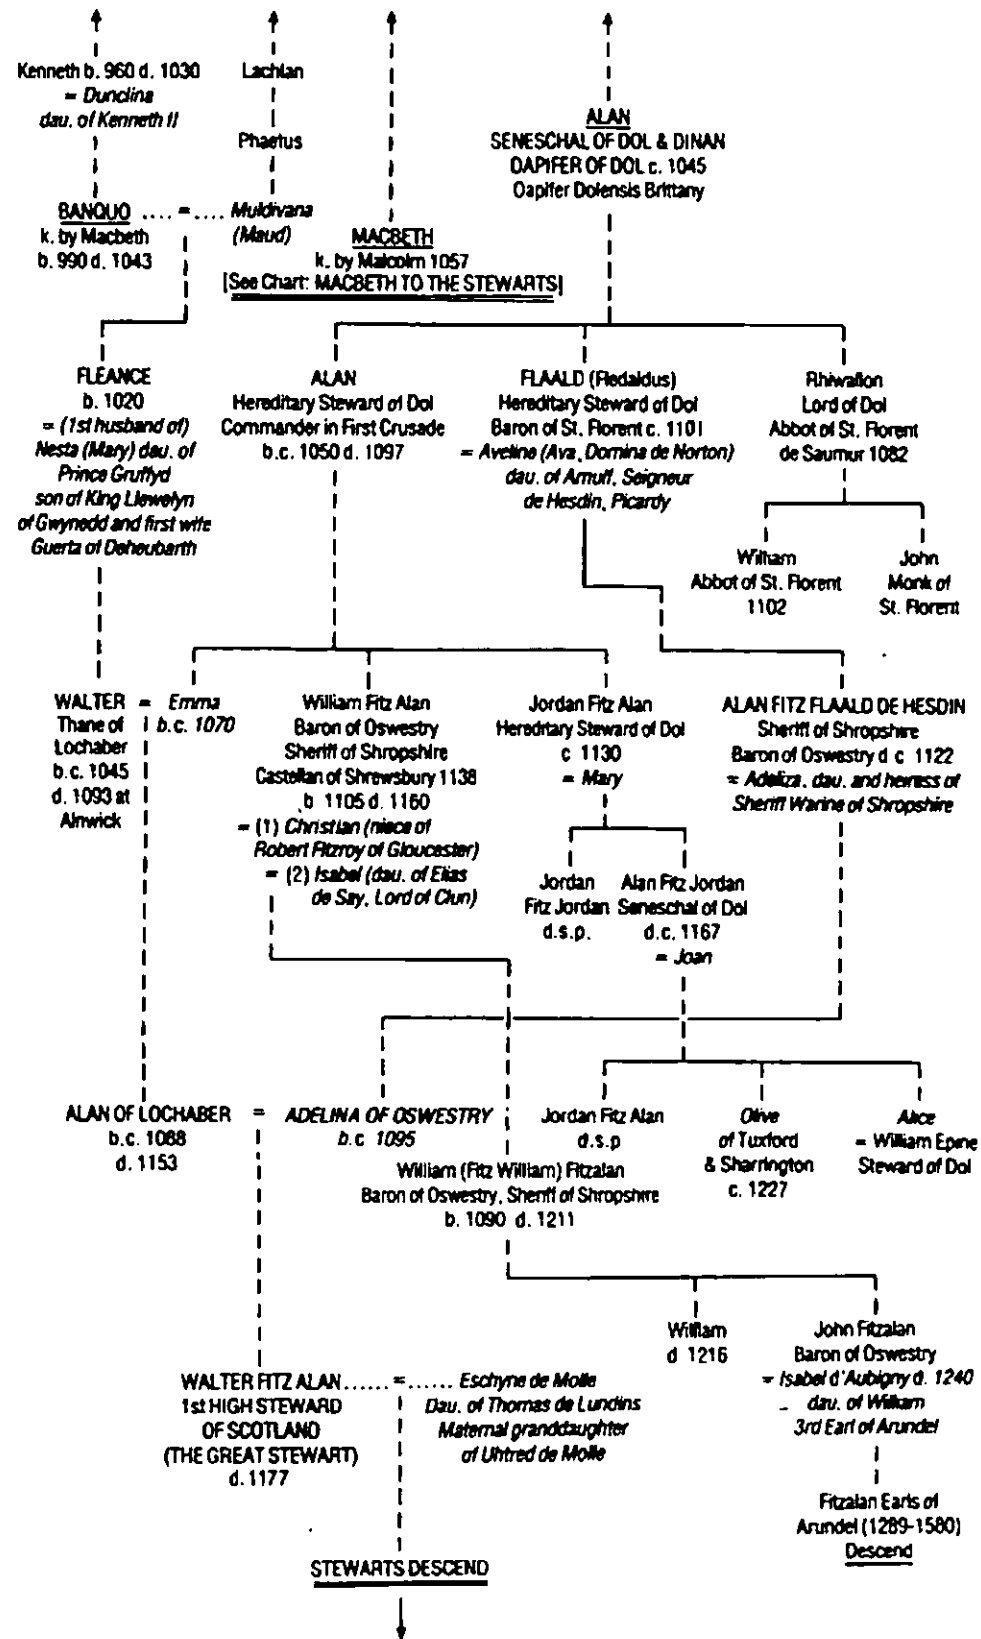 Kenneth b. 960 d. 1030
= Dunclina
dau. of Kenneth II
Lachlan
Phaetus
ALAN
SENESCHAL OF DOL & DINAN
DAPIFER OF DOL c. 1045
Dapifer Dolensis Brittany
BANQUO .... = .... Muldivana
(Maud)
k. by Macbeth
b. 990 d. 1043
MACBETH
k. by Malcolm 1057
[See Chart: MACBETH TO THE STEWARTS]
FLEANCE
b. 1020
= (1st husband of)
Nesta (Mary) dau. of
Prince Gruffyd
son of King Llewelyn
of Gwynedd and first wife
Guerta of Deheubarth
ALAN
Hereditary Steward of Dol
Commander in First Crusade
b.c. 1050 d. 1097
FLAALD (Fledaldus)
Hereditary Steward of Dol
Baron of St. Florent c. 1101
= Aveline (Ava, Domina de Norton)
dau. of Arnulf, Seigneur
de Hesdin, Picardy
Rhiwallon
Lord of Dol
Abbot of St. Florent
de Saumur 1082
William
Abbot of St. Florent
1102
John
Monk of
St. Florent
WALTER = Emma
Thane of
Lochaber
b.c. 1045
d. 1093 at
Alnwick
b.c. 1070
William Fitz Alan
Baron of Oswestry
Sheriff of Shropshire
Castellan of Shrewsbury 1138
b 1105 d. 1160
= (1) Christian (niece of
Robert Fitzroy of Gloucester)
= (2) Isabel (dau. of Elias
de Say, Lord of Clun)
Jordan Fitz Alan
Hereditary Steward of Dol
c 1130
= Mary
ALAN FITZ FLAALD DE HESDIN
Sheriff of Shropshire
Baron of Oswestry d c 1122
= Adeliza, dau. and heiress of
Sheriff Warine of Shropshire
Jordan
Fitz Jordan
d.s.p.
Alan Fitz Jordan
Seneschal of Dol
d.c. 1167
= Joan
ALAN OF LOCHABER = ADELINA OF OSWESTRY
b.c. 1088
d. 1153
b.c 1095
Jordan Fitz Alan
d.s.p
Olive
of Tuxford
& Sharrington
c. 1227
Alice
= William Epine
Steward of Dol
William (Fitz William) Fitzalan
Baron of Oswestry, Sheriff of Shropshire
b. 1090 d. 1211
William
d 1216
John Fitzalan
Baron of Oswestry
= Isabel d'Aubigny d. 1240
dau. of William
3rd Earl of Arundel
WALTER FITZ ALAN...... = ...... Eschyne de Molle
1st HIGH STEWARD
OF SCOTLAND
(THE GREAT STEWART)
d. 1177
Dau. of Thomas de Lundins
Maternal granddaughter
of Uhtred de Molle
Fitzalan Earls of
Arundel (1289-1580)
Descend
STEWARTS DESCEND